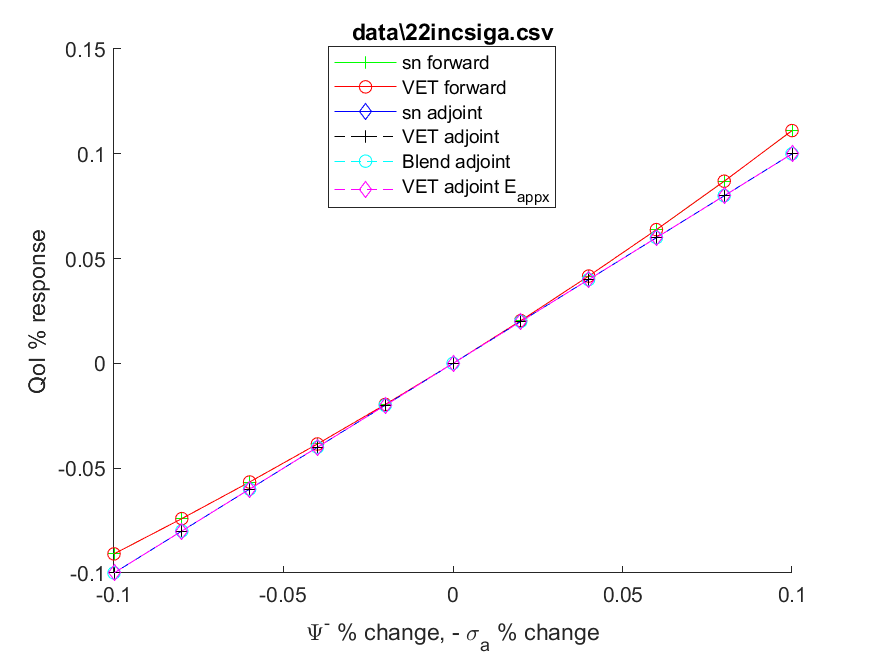 data\22incsiga.csv
sn forward
VET forward
sn adjoint
VET adjoint
Blend adjoint
VET adjoint E_appx
0.15
0.1
0.05
0
-0.05
-0.1
QoI % response
-0.1
-0.05
0
0.05
0.1
Ψ⁻ % change, - σ_a % change